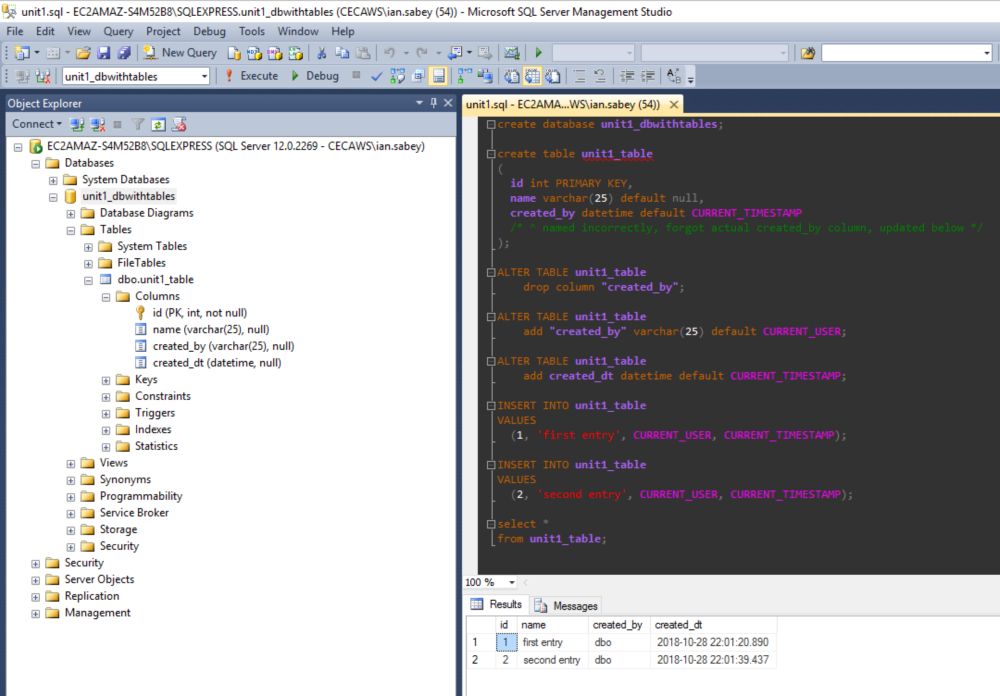 unit1.sql - EC2AMAZ-S4M52B8\SQLEXPRESS.unit1_dbwithtables (CECAWS\ian.sabey (54)) - Microsoft SQL Server Management Studio
File Edit View Query Project Debug Tools Window Help
New Query
unit1_dbwithtables Execute Debug
Object Explorer
Connect
EC2AMAZ-S4M52B8\SQLEXPRESS (SQL Server 12.0.2269 - CECAWS\ian.sabey)
Databases
System Databases
unit1_dbwithtables
Database Diagrams
Tables
System Tables
FileTables
dbo.unit1_table
Columns
id (PK, int, not null)
name (varchar(25), null)
created_by (varchar(25), null)
created_dt (datetime, null)
Keys
Constraints
Triggers
Indexes
Statistics
Views
Synonyms
Programmability
Service Broker
Storage
Security
Security
Server Objects
Replication
Management
unit1.sql - EC2AMA...WS\ian.sabey (54))
create database unit1_dbwithtables;
create table unit1_table
(
id int PRIMARY KEY,
name varchar(25) default null,
created_by datetime default CURRENT_TIMESTAMP
/* ^ named incorrectly, forgot actual created_by column, updated below */
);
ALTER TABLE unit1_table
drop column "created_by";
ALTER TABLE unit1_table
add "created_by" varchar(25) default CURRENT_USER;
ALTER TABLE unit1_table
add created_dt datetime default CURRENT_TIMESTAMP;
INSERT INTO unit1_table
VALUES
(1, 'first entry', CURRENT_USER, CURRENT_TIMESTAMP);
INSERT INTO unit1_table
VALUES
(2, 'second entry', CURRENT_USER, CURRENT_TIMESTAMP);
select *
from unit1_table;
100 %
Results Messages
id name created_by created_dt
1 1 first entry dbo 2018-10-28 22:01:20.890
2 2 second entry dbo 2018-10-28 22:01:39.437